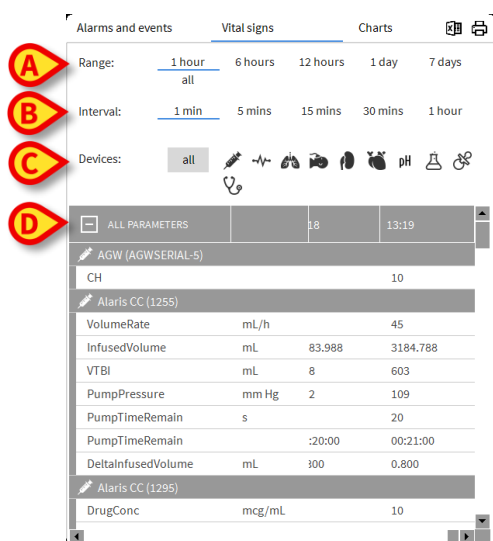 Alarms and events Vital signs Charts
A Range: 1 hour 6 hours 12 hours 1 day 7 days
all
B Interval: 1 min 5 mins 15 mins 30 mins 1 hour
C Devices: all pH
D ALL PARAMETERS 18 13:19
AGW (AGWSERIAL-5)
CH 10
Alaris CC (1255)
VolumeRate mL/h 45
InfusedVolume mL 83.988 3184.788
VTBI mL 8 603
PumpPressure mm Hg 2 109
PumpTimeRemain s 20
PumpTimeRemain :20:00 00:21:00
DeltaInfusedVolume mL 300 0.800
Alaris CC (1295)
DrugConc mcg/mL 10